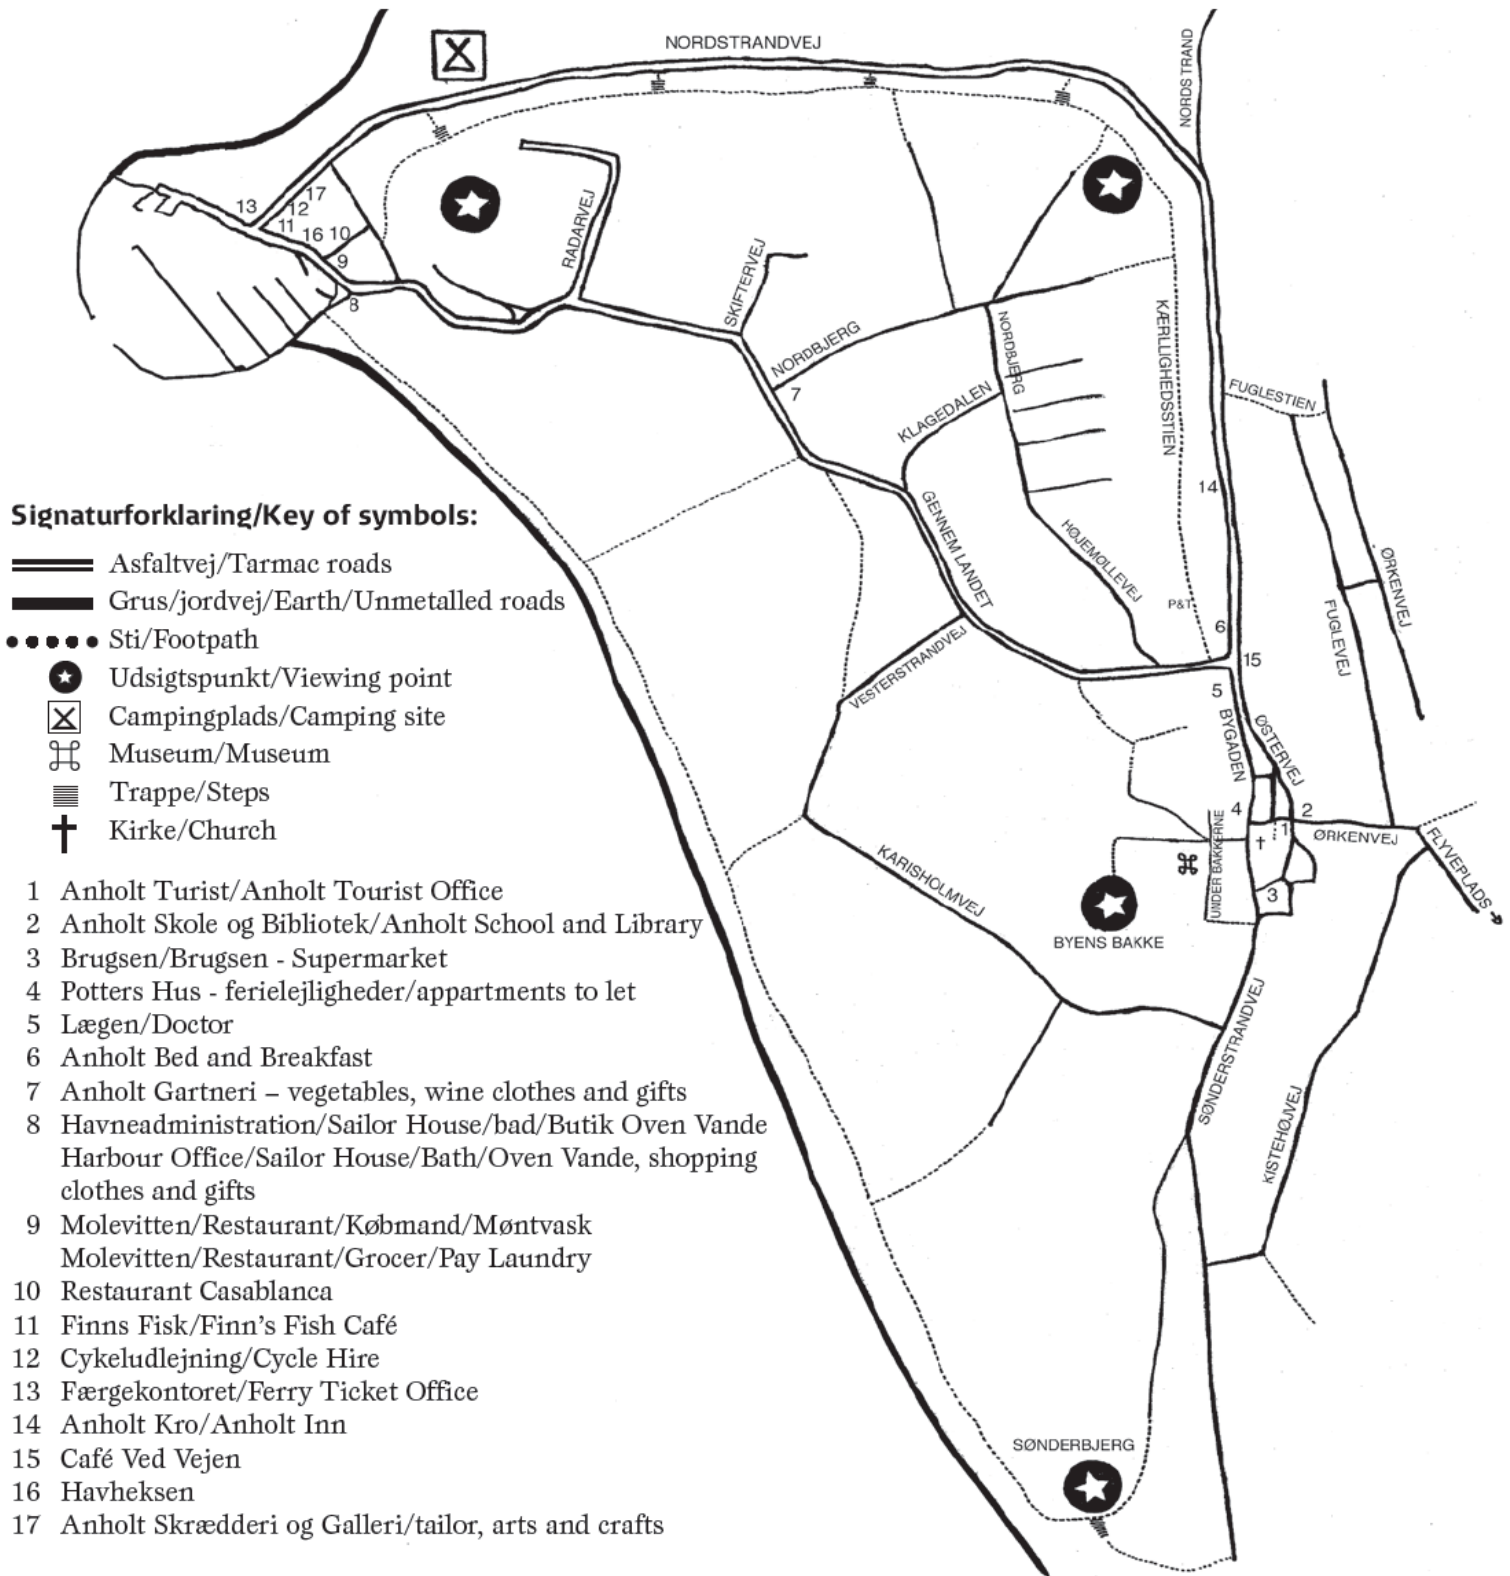 NORDSTRANDVEJ
NORDSTRAND
13
17
12
11
16
10
9
8
RADARVEJ
SKIFTERVEJ
NORDBJERG
7
NORDBJERG
KLAGEDALEN
KÆRLLIGHEDSSTIEN
FUGLESTIEN
14
GENNEM LANDET
HØJEMØLLEVEJ
P&T
6
15
5
ØRKENVEJ
FUGLEVEJ
VESTERSTRANDVEJ
BYGADEN
ØSTERVEJ
4
2
1
ØRKENVEJ
FLYVEPLADS
UNDER BAKKERNE
3
KARISHOLMVEJ
BYENS BAKKE
SØNDERSTRANDVEJ
KISTEHØJVEJ
SØNDERBJERG
Signaturforklaring/Key of symbols:
Asfaltvej/Tarmac roads
Grus/jordvej/Earth/Unmetalled roads
Sti/Footpath
Udsigtspunkt/Viewing point
Campingplads/Camping site
Museum/Museum
Trappe/Steps
Kirke/Church
1 Anholt Turist/Anholt Tourist Office
2 Anholt Skole og Bibliotek/Anholt School and Library
3 Brugsen/Brugsen - Supermarket
4 Potters Hus - ferielejligheder/appartments to let
5 Lægen/Doctor
6 Anholt Bed and Breakfast
7 Anholt Gartneri – vegetables, wine clothes and gifts
8 Havneadministration/Sailor House/bad/Butik Oven Vande
Harbour Office/Sailor House/Bath/Oven Vande, shopping
clothes and gifts
9 Molevitten/Restaurant/Købmand/Møntvask
Molevitten/Restaurant/Grocer/Pay Laundry
10 Restaurant Casablanca
11 Finns Fisk/Finn's Fish Café
12 Cykeludlejning/Cycle Hire
13 Færgekontoret/Ferry Ticket Office
14 Anholt Kro/Anholt Inn
15 Café Ved Vejen
16 Havheksen
17 Anholt Skrædderi og Galleri/tailor, arts and crafts